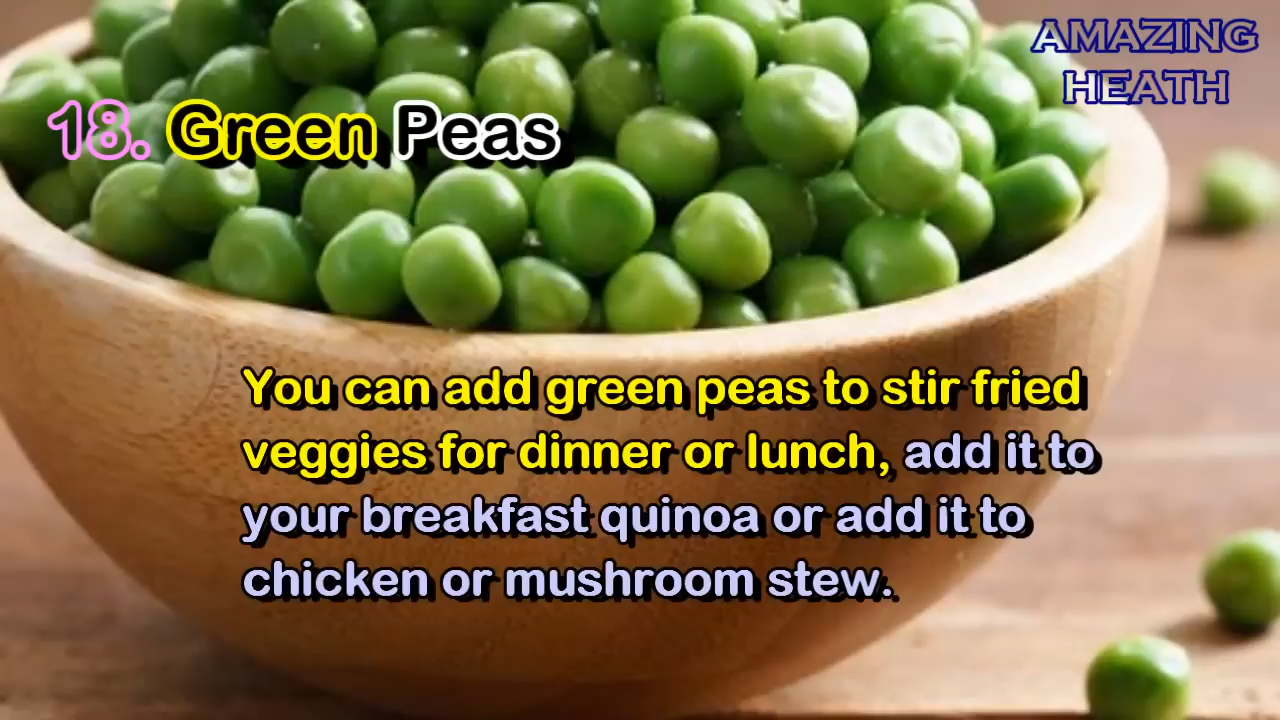 AMAZING
HEATH
18. Green Peas
You can add green peas to stir fried
veggies for dinner or lunch, add it to
your breakfast quinoa or add it to
chicken or mushroom stew.